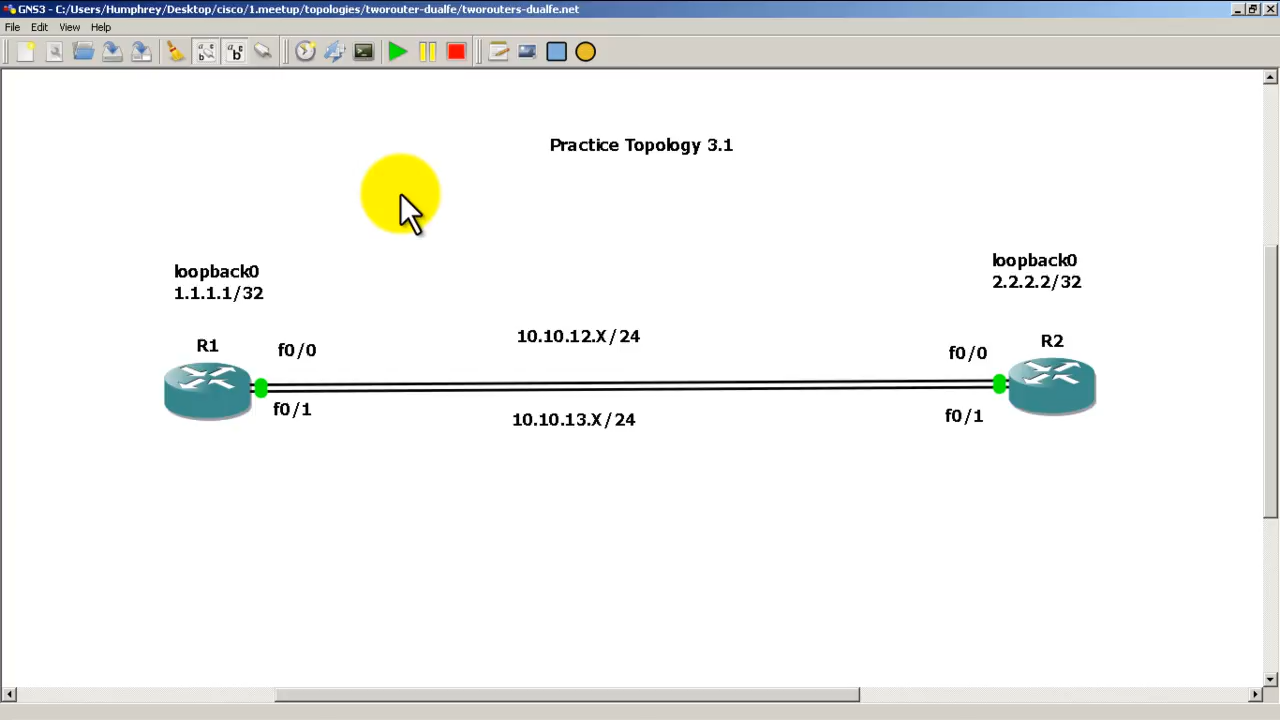 GNS3 - C:/Users/Humphrey/Desktop/cisco/1.meetup/topologies/tworouter-dualfe/tworouters-dualfe.net
File Edit View Help
Practice Topology 3.1
loopback0
1.1.1.1/32
loopback0
2.2.2.2/32
R1
f0/0
10.10.12.X/24
f0/0
R2
f0/1
10.10.13.X/24
f0/1